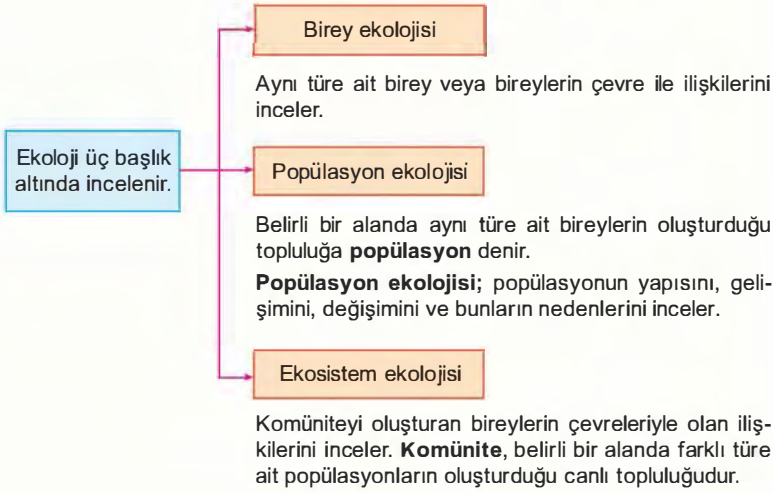 Birey ekolojisi
Aynı türe ait birey veya bireylerin çevre ile ilişkilerini
inceler.
Ekoloji üç başlık
altında incelenir.
Popülasyon ekolojisi
Belirli bir alanda aynı türe ait bireylerin oluşturduğu
topluluğa popülasyon denir.
Popülasyon ekolojisi; popülasyonun yapısını, geli-
şimini, değişimini ve bunların nedenlerini inceler.
Ekosistem ekolojisi
Komüniteyi oluşturan bireylerin çevreleriyle olan iliş-
kilerini inceler. Komünite, belirli bir alanda farklı türe
ait popülasyonların oluşturduğu canlı topluluğudur.